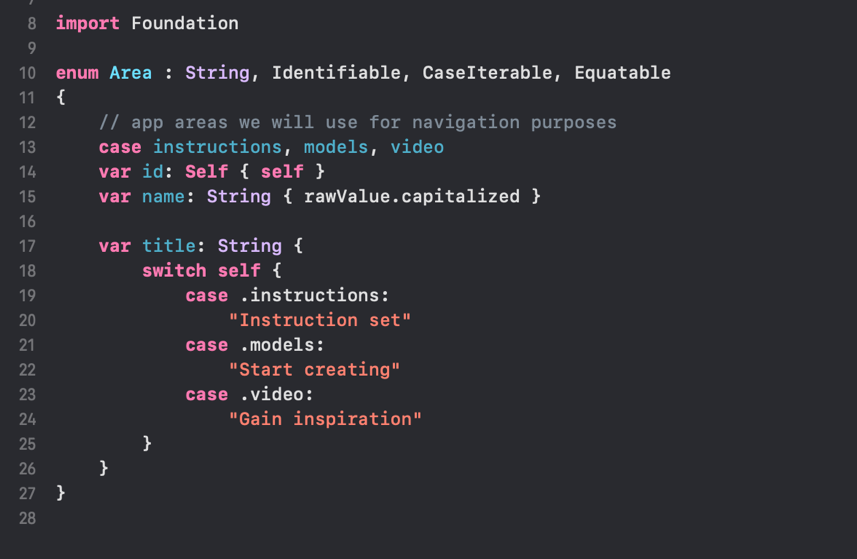 8 import Foundation
9
10 enum Area : String, Identifiable, CaseIterable, Equatable
11 {
12     // app areas we will use for navigation purposes
13     case instructions, models, video
14     var id: Self { self }
15     var name: String { rawValue.capitalized }
16
17     var title: String {
18         switch self {
19             case .instructions:
20                 "Instruction set"
21             case .models:
22                 "Start creating"
23             case .video:
24                 "Gain inspiration"
25         }
26     }
27 }
28